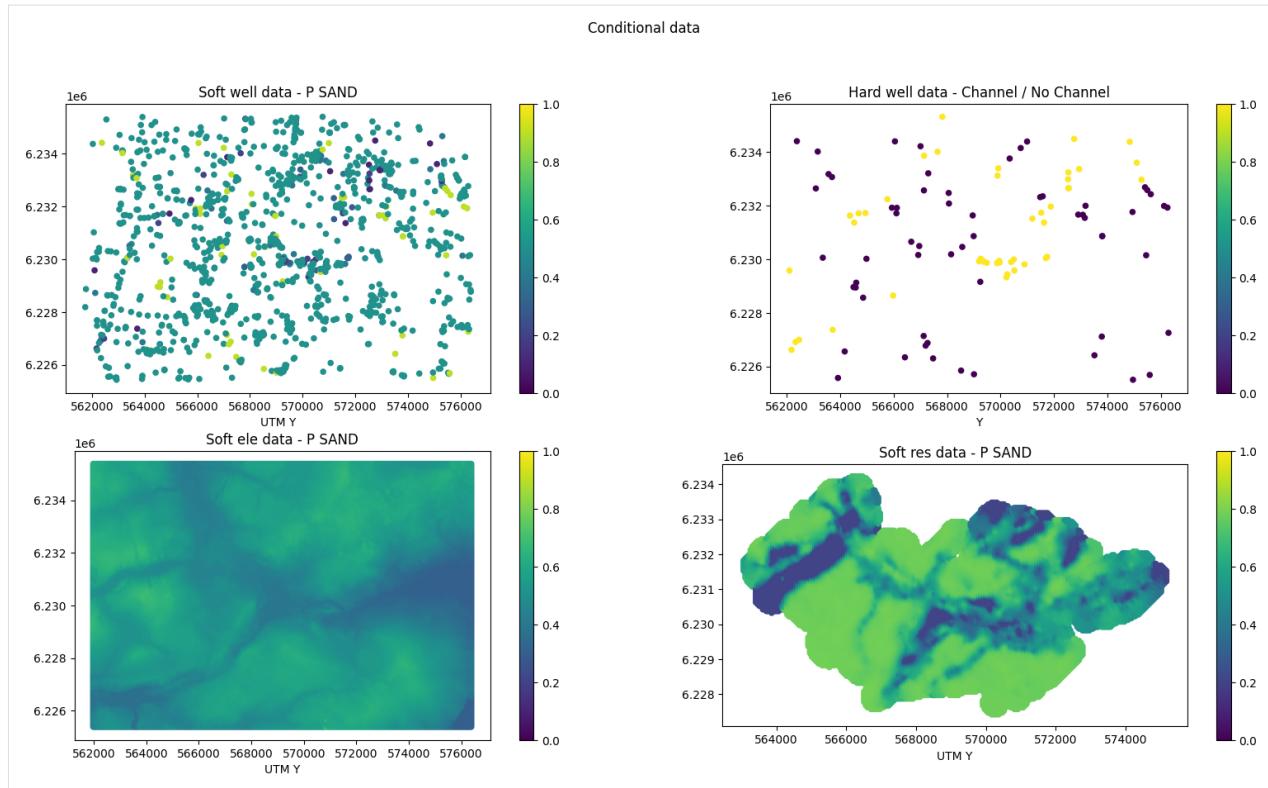 Conditional data
Soft well data - P SAND
1e6
6.234
6.232
6.230
6.228
6.226
562000 564000 566000 568000 570000 572000 574000 576000
UTM Y
1.0
0.8
0.6
0.4
0.2
0.0
Hard well data - Channel / No Channel
1e6
6.234
6.232
6.230
6.228
6.226
562000 564000 566000 568000 570000 572000 574000 576000
Y
1.0
0.8
0.6
0.4
0.2
0.0
Soft ele data - P SAND
1e6
6.234
6.232
6.230
6.228
6.226
562000 564000 566000 568000 570000 572000 574000 576000
UTM Y
1.0
0.8
0.6
0.4
0.2
0.0
Soft res data - P SAND
1e6
6.234
6.233
6.232
6.231
6.230
6.229
6.228
564000 566000 568000 570000 572000 574000
UTM Y
1.0
0.8
0.6
0.4
0.2
0.0